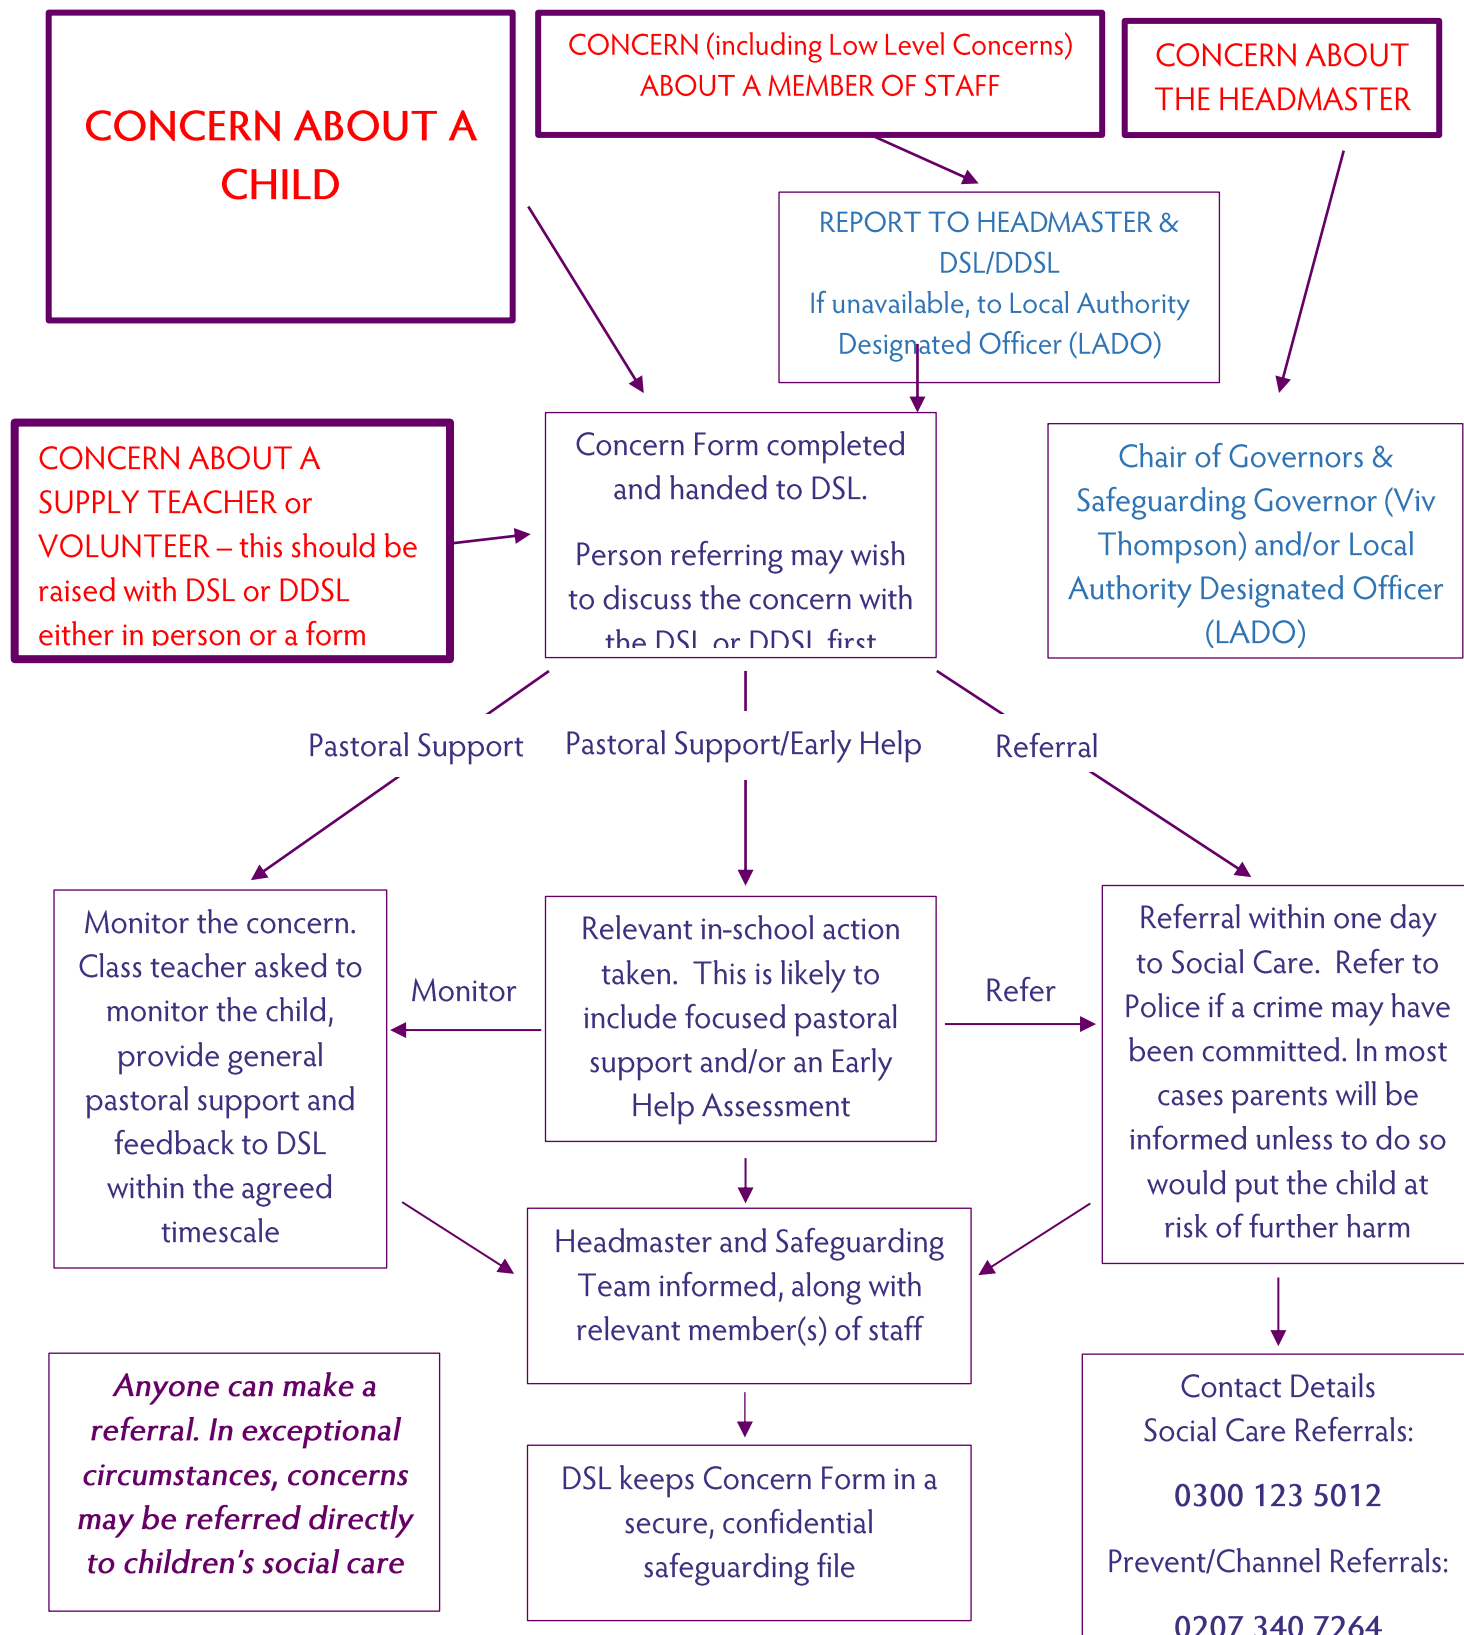 CONCERN ABOUT A
CHILD
CONCERN (including Low Level Concerns)
ABOUT A MEMBER OF STAFF
CONCERN ABOUT
THE HEADMASTER
REPORT TO HEADMASTER &
DSL/DDSL
If unavailable, to Local Authority
Designated Officer (LADO)
CONCERN ABOUT A
SUPPLY TEACHER or
VOLUNTEER – this should be
raised with DSL or DDSL
either in person or a form
Concern Form completed
and handed to DSL.
Person referring may wish
to discuss the concern with
the DSL or DDSL first
Chair of Governors &
Safeguarding Governor (Viv
Thompson) and/or Local
Authority Designated Officer
(LADO)
Pastoral Support
Pastoral Support/Early Help
Referral
Monitor the concern.
Class teacher asked to
monitor the child,
provide general
pastoral support and
feedback to DSL
within the agreed
timescale
Monitor
Relevant in-school action
taken.  This is likely to
include focused pastoral
support and/or an Early
Help Assessment
Refer
Referral within one day
to Social Care.  Refer to
Police if a crime may have
been committed. In most
cases parents will be
informed unless to do so
would put the child at
risk of further harm
Headmaster and Safeguarding
Team informed, along with
relevant member(s) of staff
Anyone can make a
referral. In exceptional
circumstances, concerns
may be referred directly
to children's social care
DSL keeps Concern Form in a
secure, confidential
safeguarding file
Contact Details
Social Care Referrals:
0300 123 5012
Prevent/Channel Referrals:
0207 340 7264